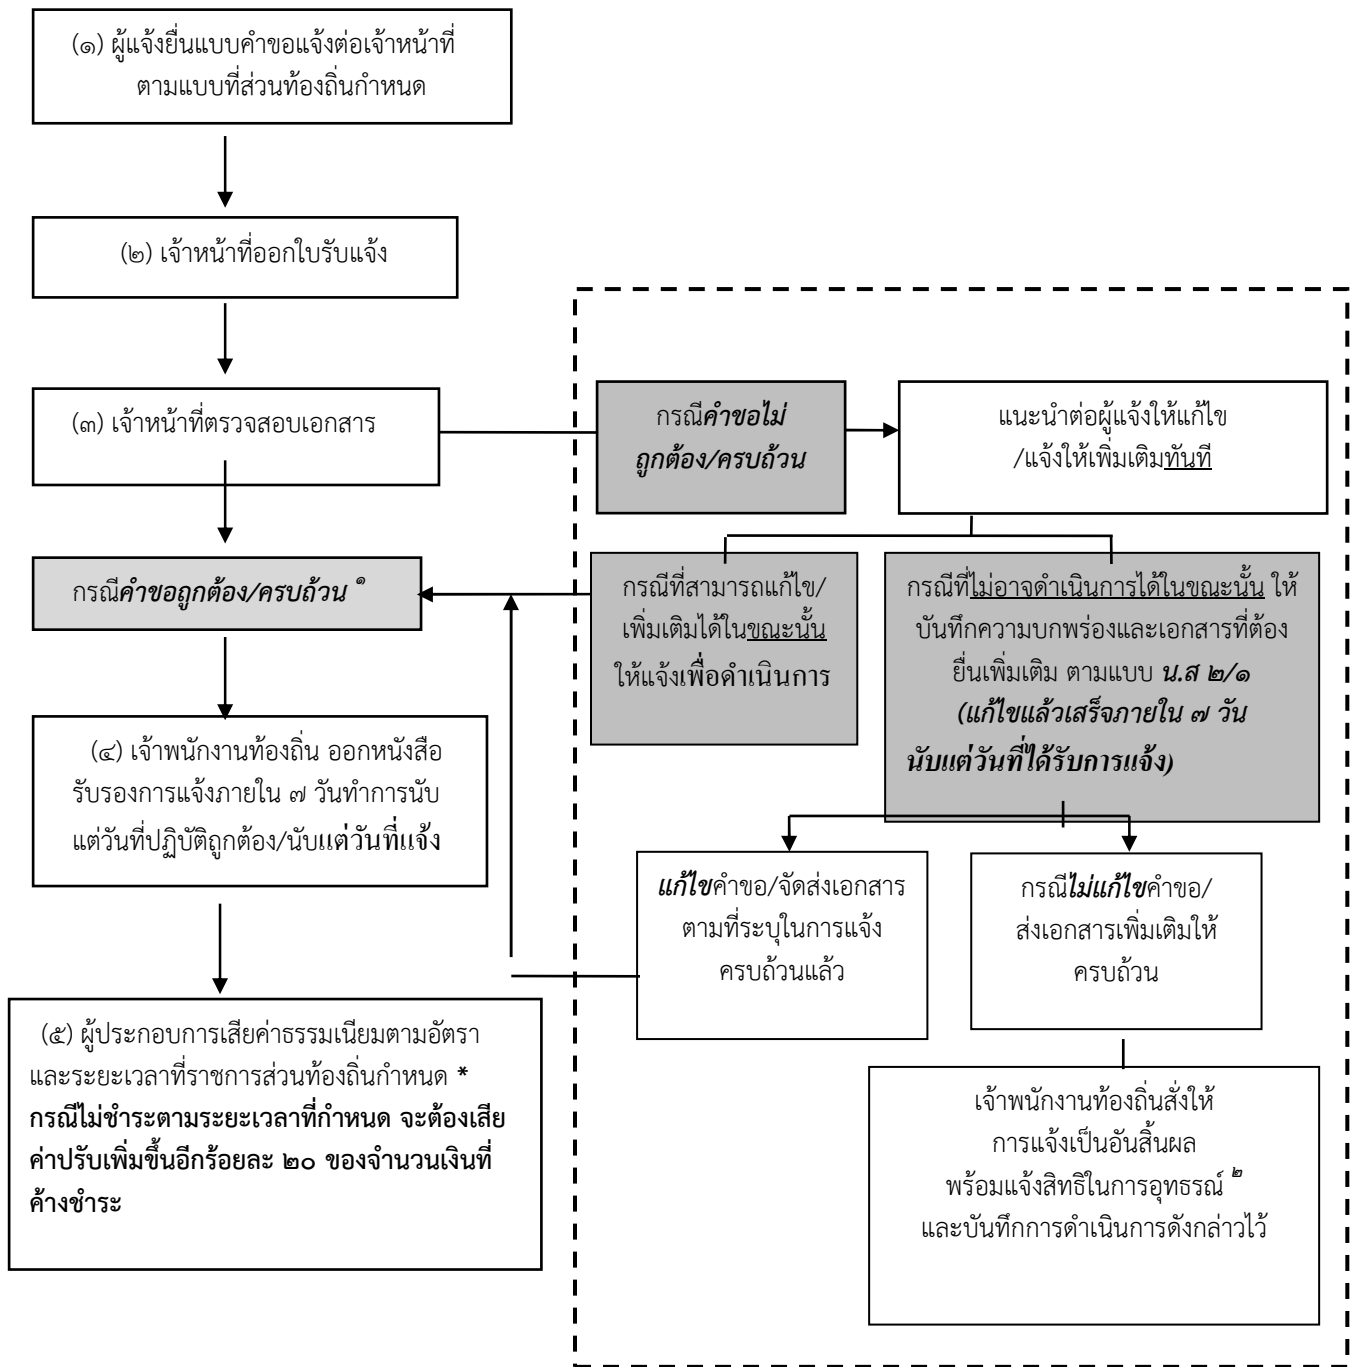 (๑) ผู้แจ้งยื่นแบบคำขอแจ้งต่อเจ้าหน้าที่
ตามแบบที่ส่วนท้องถิ่นกำหนด
(๒) เจ้าหน้าที่ออกใบรับแจ้ง
(๓) เจ้าหน้าที่ตรวจสอบเอกสาร
กรณีคำขอไม่
ถูกต้อง/ครบถ้วน
แนะนำต่อผู้แจ้งให้แก้ไข
/แจ้งให้เพิ่มเติมทันที
กรณีคำขอถูกต้อง/ครบถ้วน ๑
กรณีที่สามารถแก้ไข/
เพิ่มเติมได้ในขณะนั้น
ให้แจ้งเพื่อดำเนินการ
กรณีที่ไม่อาจดำเนินการได้ในขณะนั้น ให้
บันทึกความบกพร่องและเอกสารที่ต้อง
ยื่นเพิ่มเติม ตามแบบ น.ส ๒/๑
(แก้ไขแล้วเสร็จภายใน ๗ วัน
นับแต่วันที่ได้รับการแจ้ง)
(๔) เจ้าพนักงานท้องถิ่น ออกหนังสือ
รับรองการแจ้งภายใน ๗ วันทำการนับ
แต่วันที่ปฏิบัติถูกต้อง/นับแต่วันที่แจ้ง
แก้ไขคำขอ/จัดส่งเอกสาร
ตามที่ระบุในการแจ้ง
ครบถ้วนแล้ว
กรณีไม่แก้ไขคำขอ/
ส่งเอกสารเพิ่มเติมให้
ครบถ้วน
(๕) ผู้ประกอบการเสียค่าธรรมเนียมตามอัตรา
และระยะเวลาที่ราชการส่วนท้องถิ่นกำหนด *
กรณีไม่ชำระตามระยะเวลาที่กำหนด จะต้องเสีย
ค่าปรับเพิ่มขึ้นอีกร้อยละ ๒๐ ของจำนวนเงินที่
ค้างชำระ
เจ้าพนักงานท้องถิ่นสั่งให้
การแจ้งเป็นอันสิ้นผล
พร้อมแจ้งสิทธิในการอุทธรณ์ ๒
และบันทึกการดำเนินการดังกล่าวไว้